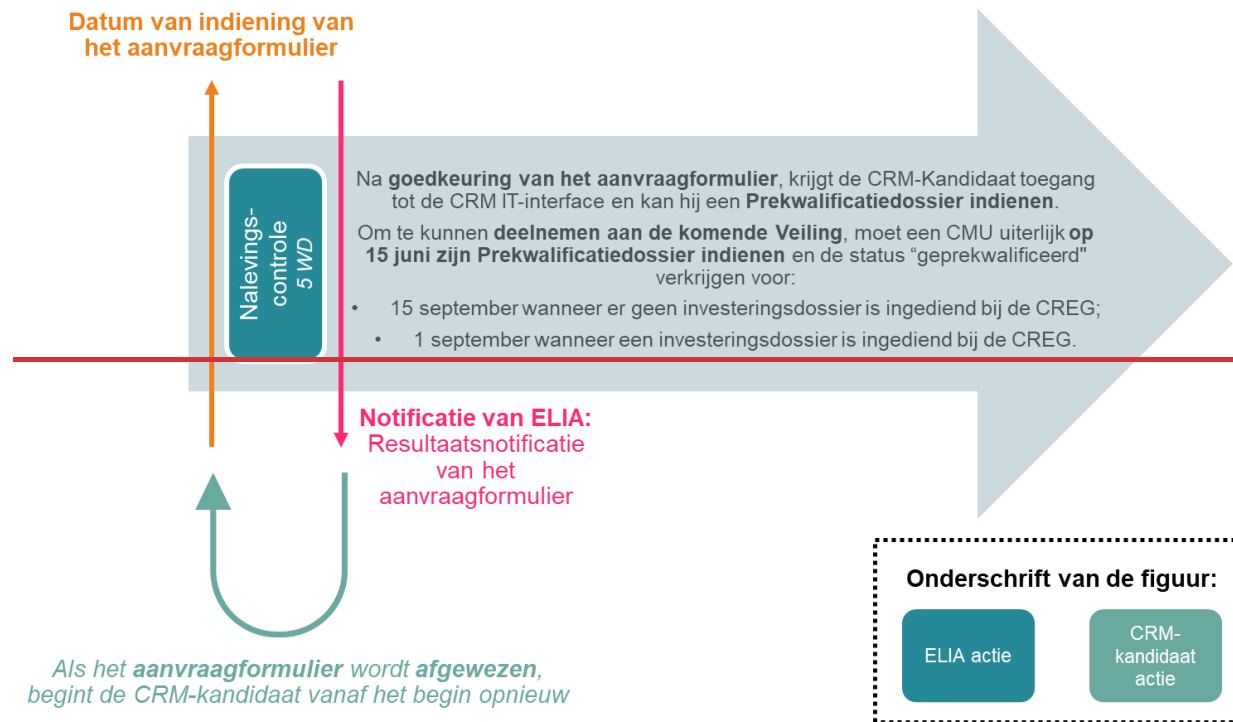 Datum van indiening van
het aanvraagformulier
Nalevings-
controle
5 WD
Na goedkeuring van het aanvraagformulier, krijgt de CRM-Kandidaat toegang
tot de CRM IT-interface en kan hij een Prekwalificatiedossier indienen.
Om te kunnen deelnemen aan de komende Veiling, moet een CMU uiterlijk op
15 juni zijn Prekwalificatiedossier indienen en de status “geprekwalificeerd"
verkrijgen voor:
• 15 september wanneer er geen investeringsdossier is ingediend bij de CREG;
• 1 september wanneer een investeringsdossier is ingediend bij de CREG.
Notificatie van ELIA:
Resultaatsnotificatie
van het
aanvraagformulier
Als het aanvraagformulier wordt afgewezen,
begint de CRM-kandidaat vanaf het begin opnieuw
Onderschrift van de figuur:
ELIA actie
CRM-
kandidaat
actie